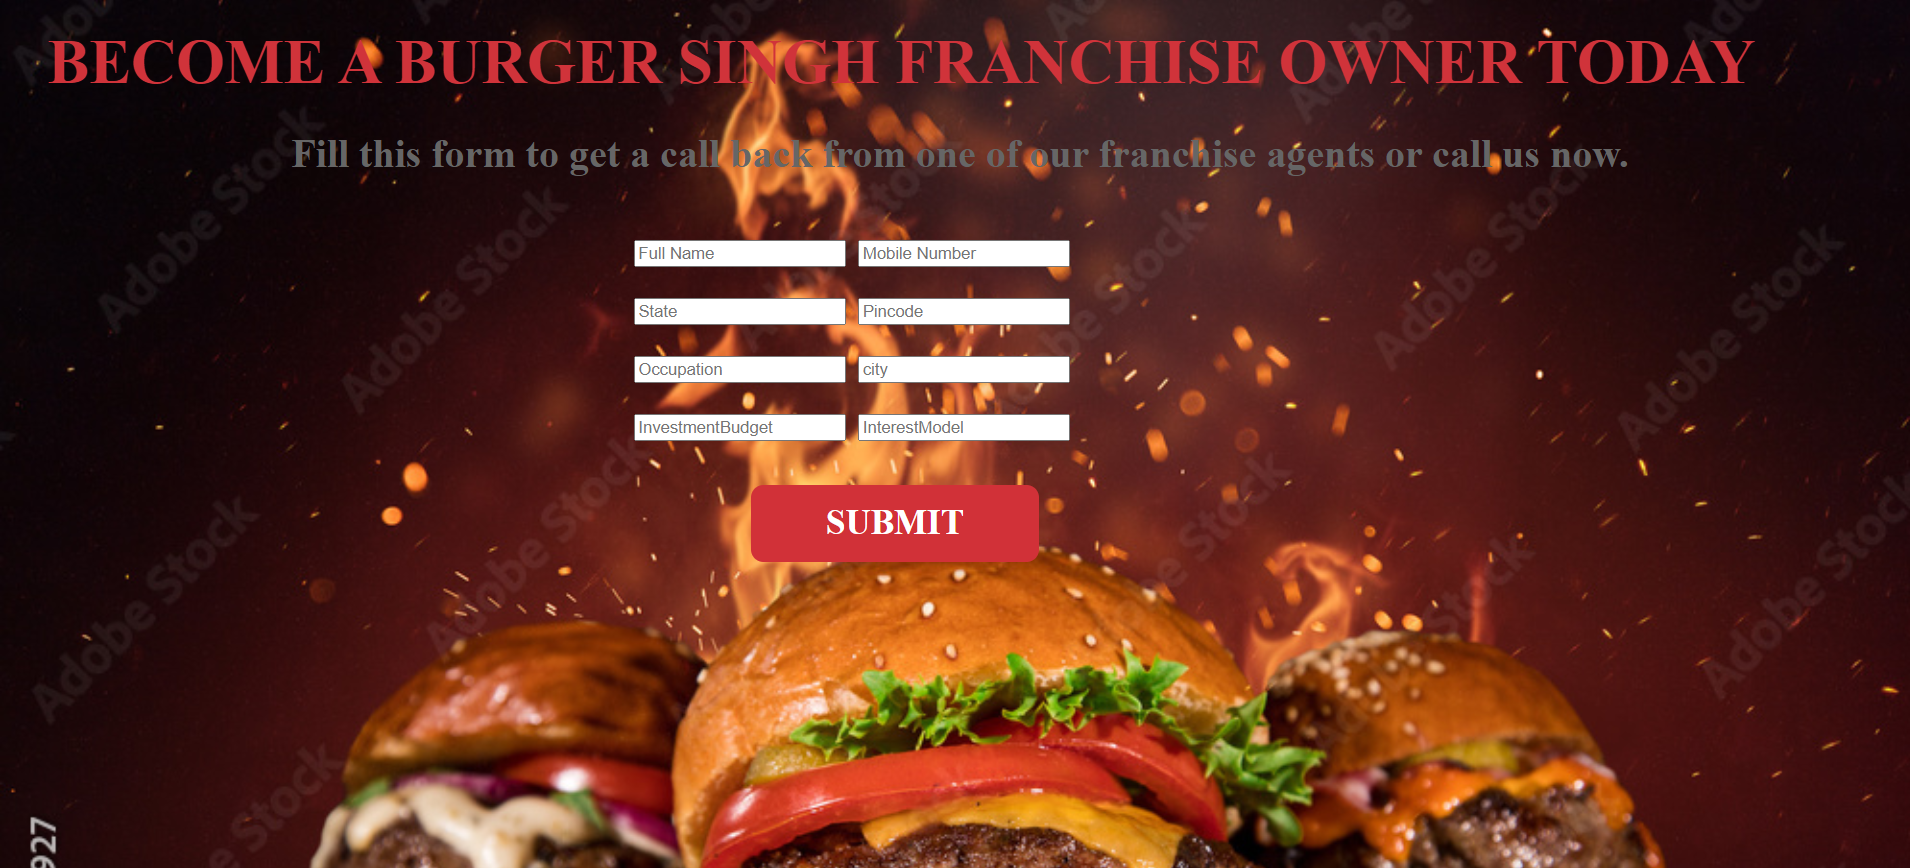 BECOME A BURGER SINGH FRANCHISE OWNER TODAY
Fill this form to get a call back from one of our franchise agents or call us now.
Full Name Mobile Number
State Pincode
Occupation city
InvestmentBudget InterestModel
SUBMIT
Adobe Stock
927